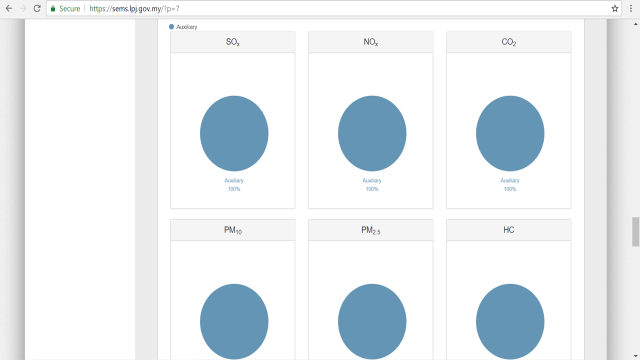 Secure https://sems.lpj.gov.my/?p=7
Auxiliary
SOx NOx CO2
Auxiliary Auxiliary Auxiliary
100% 100% 100%
PM10 PM2.5 HC